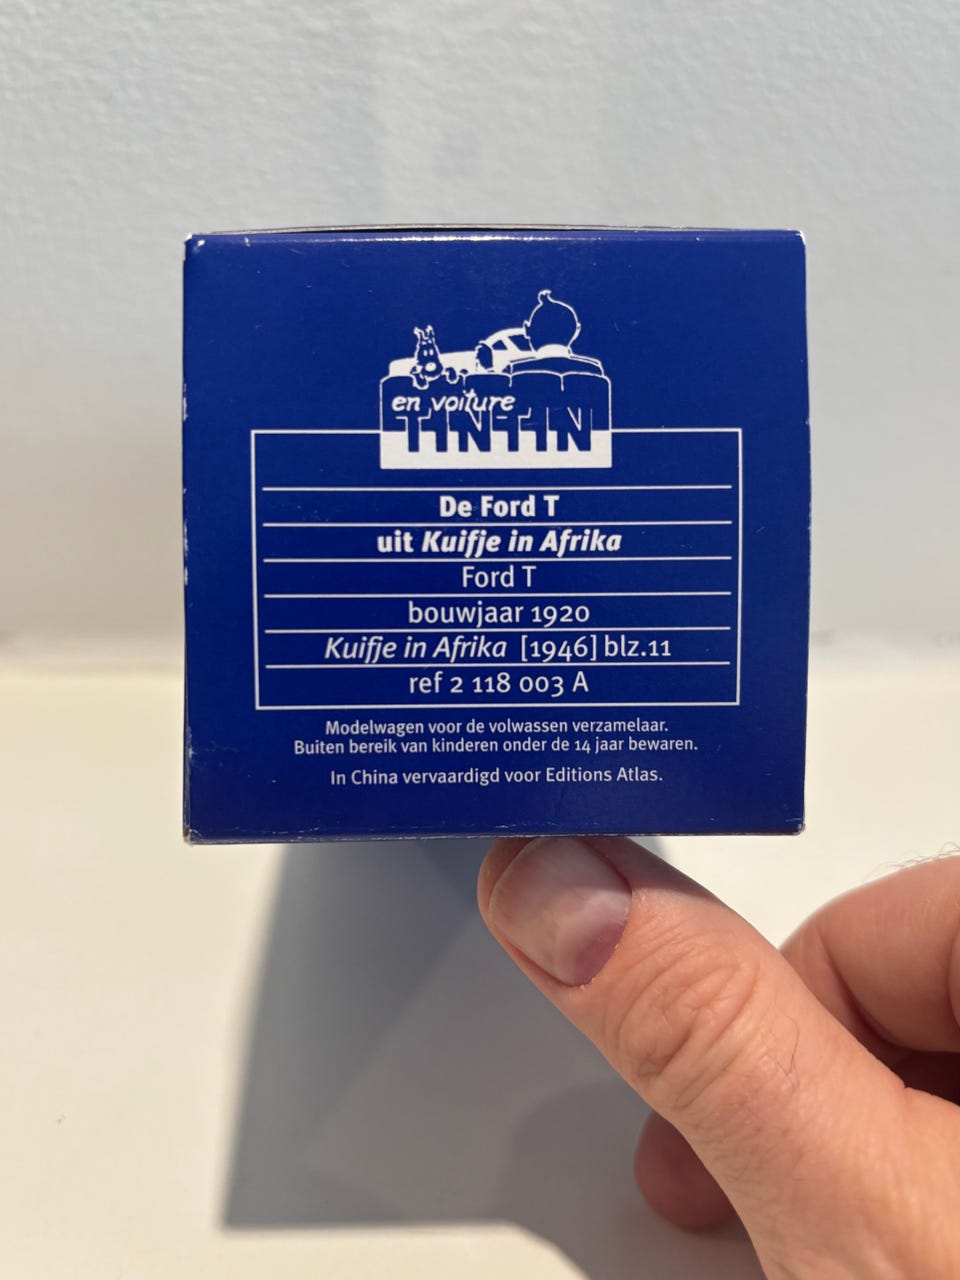 en voiture
TINTIN
De Ford T
uit Kuifje in Afrika
Ford T
bouwjaar 1920
Kuifje in Afrika [1946] blz.11
ref 2 118 003 A
Modelwagen voor de volwassen verzamelaar.
Buiten bereik van kinderen onder de 14 jaar bewaren.
In China vervaardigd voor Editions Atlas.